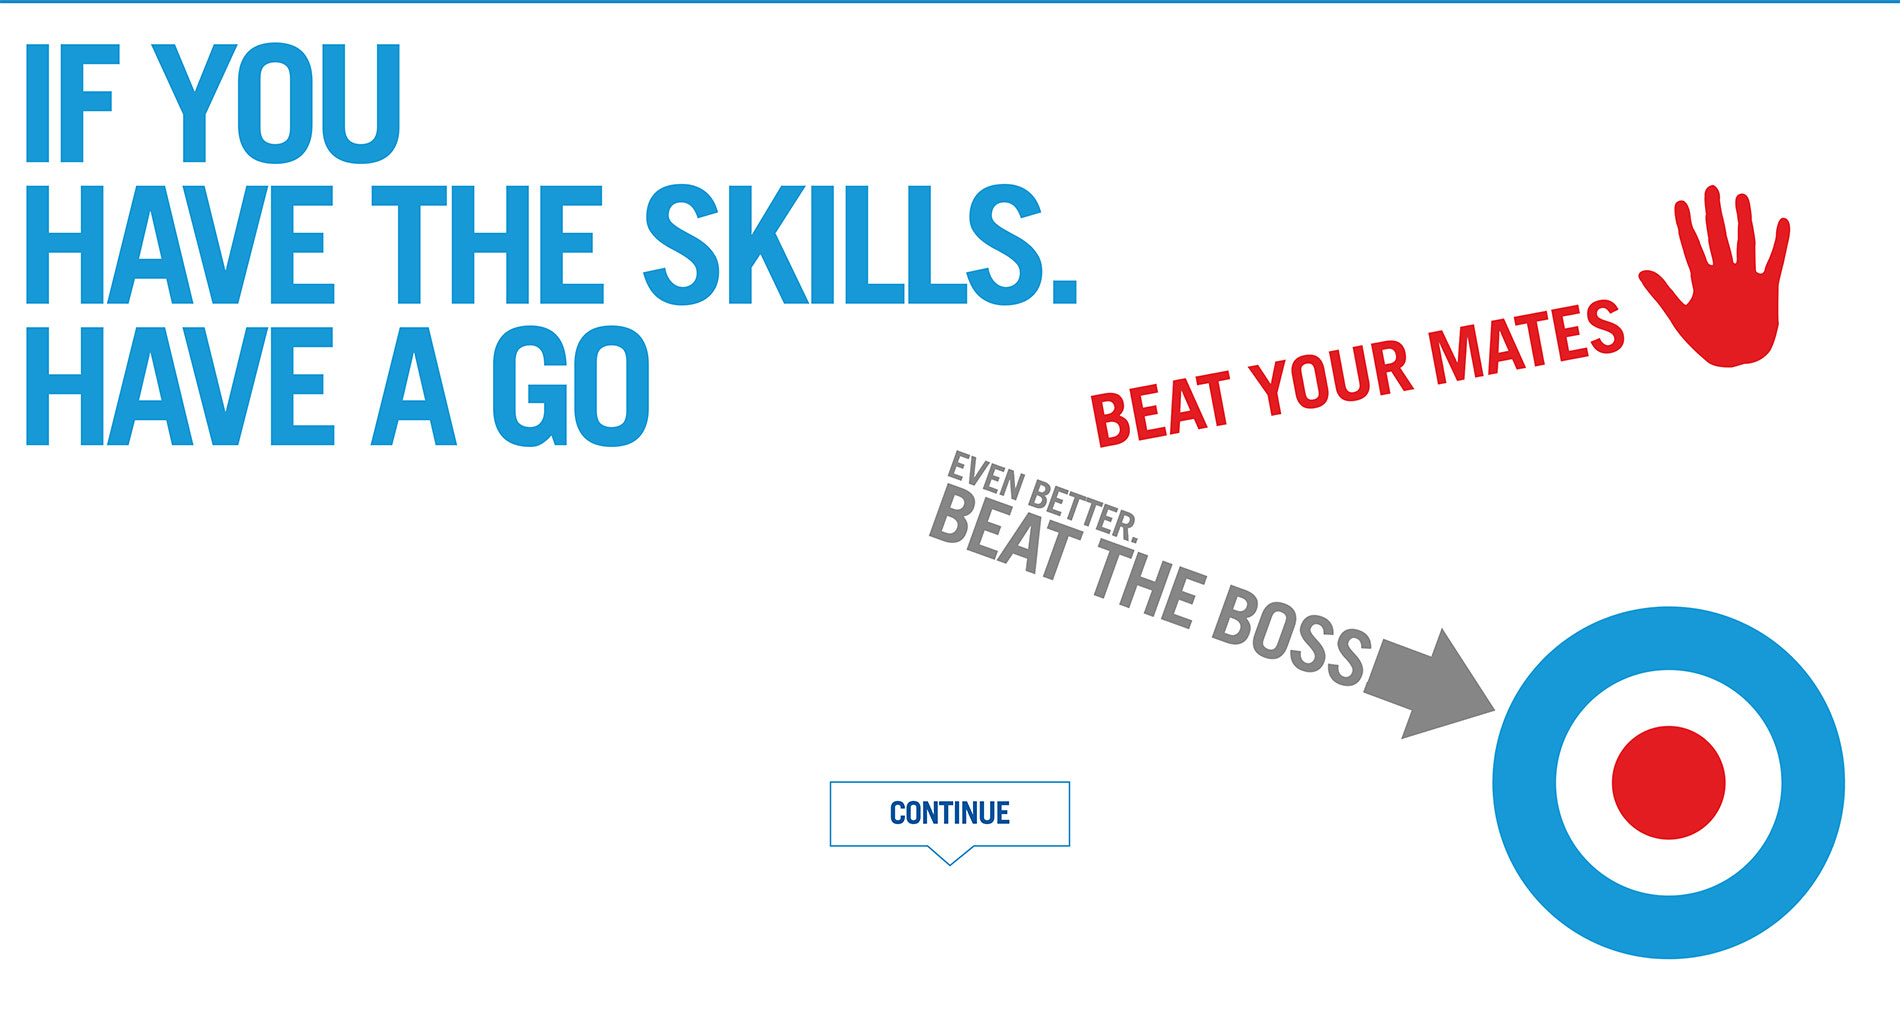 IF YOU
HAVE THE SKILLS.
HAVE A GO
BEAT YOUR MATES
EVEN BETTER.
BEAT THE BOSS
CONTINUE